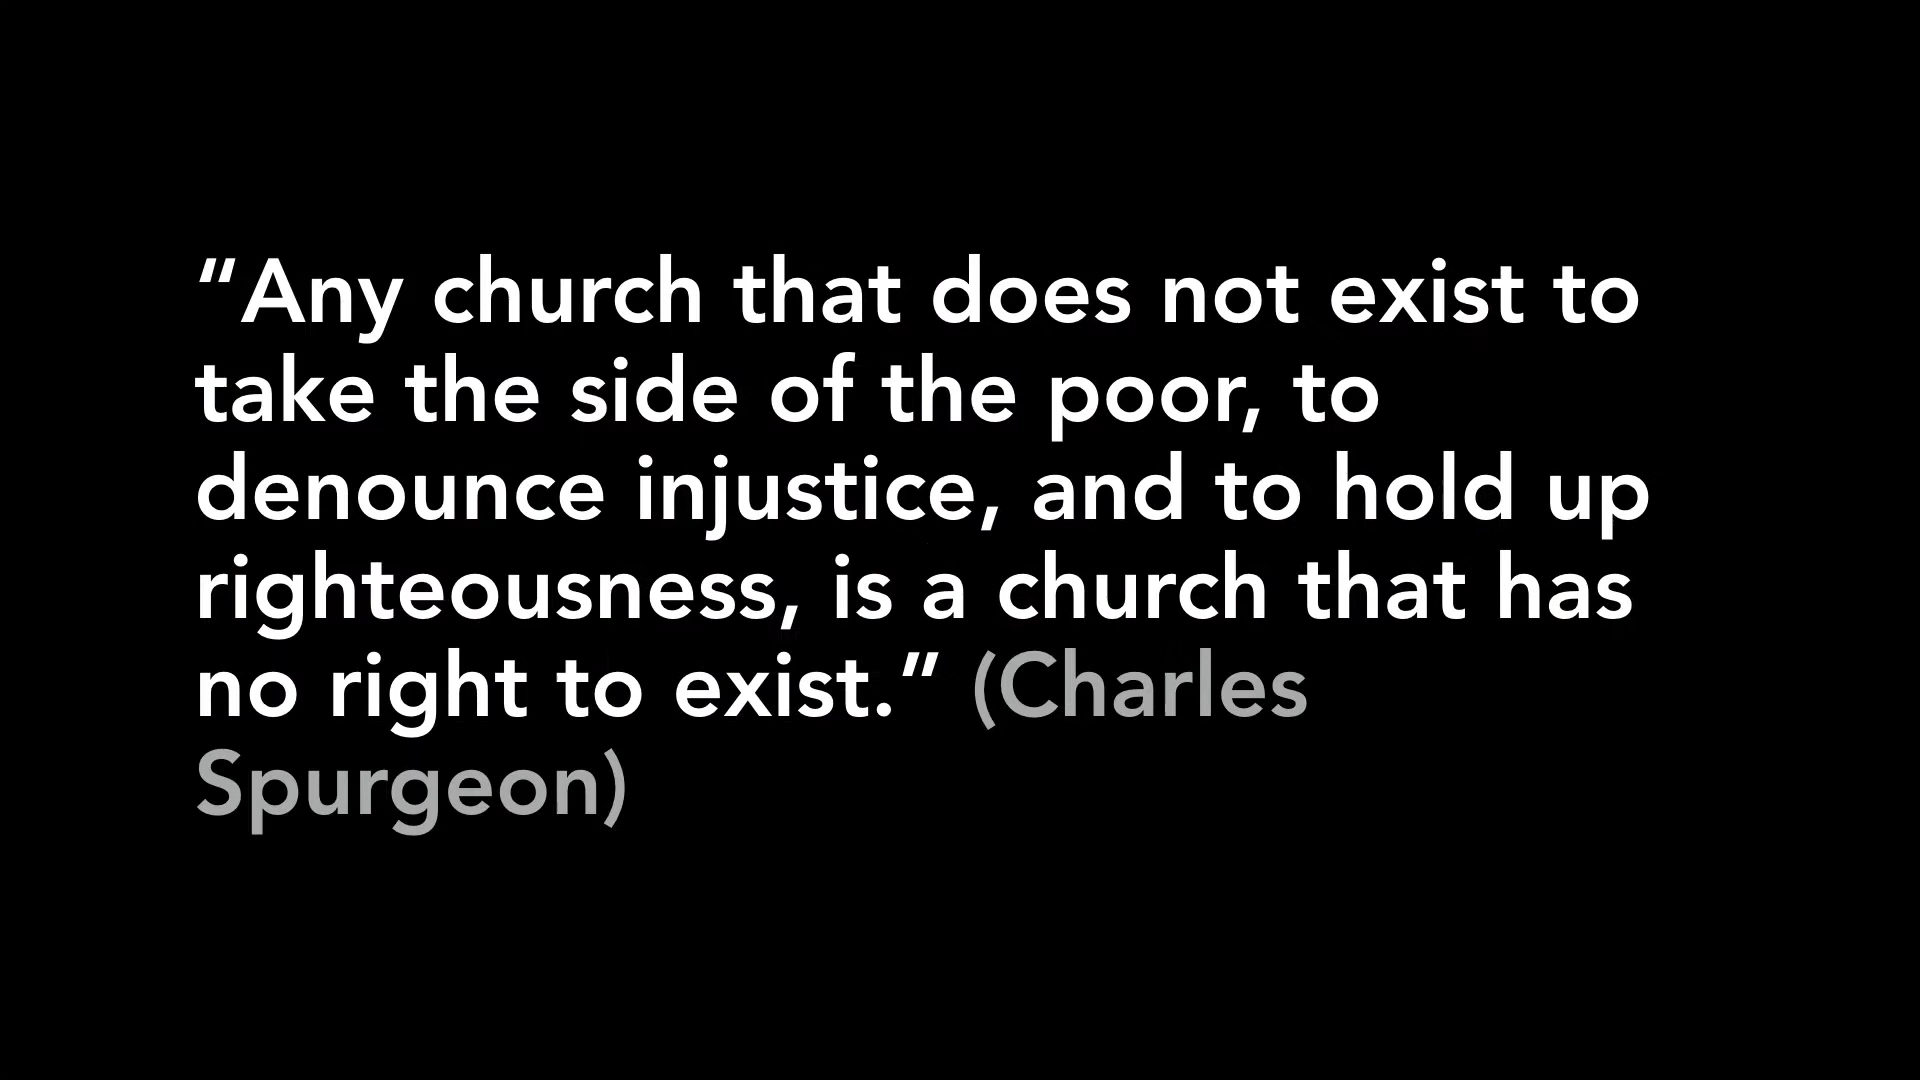 “Any church that does not exist to
take the side of the poor, to
denounce injustice, and to hold up
righteousness, is a church that has
no right to exist.” (Charles
Spurgeon)